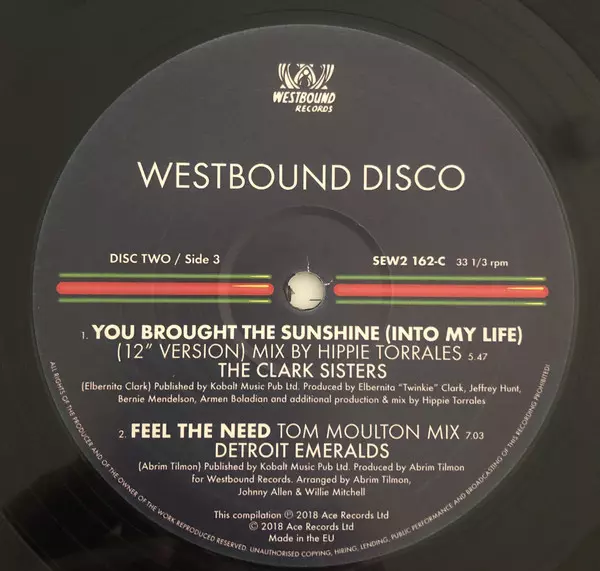 WESTBOUND
RECORDS
WESTBOUND DISCO
DISC TWO / Side 3
SEW2 162-C 33 1/3 rpm
1. YOU BROUGHT THE SUNSHINE (INTO MY LIFE)
(12” VERSION) MIX BY HIPPIE TORRALES 5.47
THE CLARK SISTERS
(Elbernita Clark) Published by Kobalt Music Pub Ltd. Produced by Elbernita “Twinkie” Clark, Jeffrey Hunt,
Bernie Mendelson, Armen Boladian and additional production & mix by Hippie Torrales
2. FEEL THE NEED TOM MOULTON MIX 7.03
DETROIT EMERALDS
(Abrim Tilmon) Published by Kobalt Music Pub Ltd. Produced by Abrim Tilmon
for Westbound Records. Arranged by Abrim Tilmon,
Johnny Allen & Willie Mitchell
This compilation ℗ 2018 Ace Records Ltd
© 2018 Ace Records Ltd
Made in the EU
ALL RIGHTS OF THE PRODUCER AND OF THE OWNER OF THE WORK REPRODUCED RESERVED. UNAUTHORISED COPYING, HIRING, LENDING, PUBLIC PERFORMANCE AND BROADCASTING OF THIS RECORDING PROHIBITED.